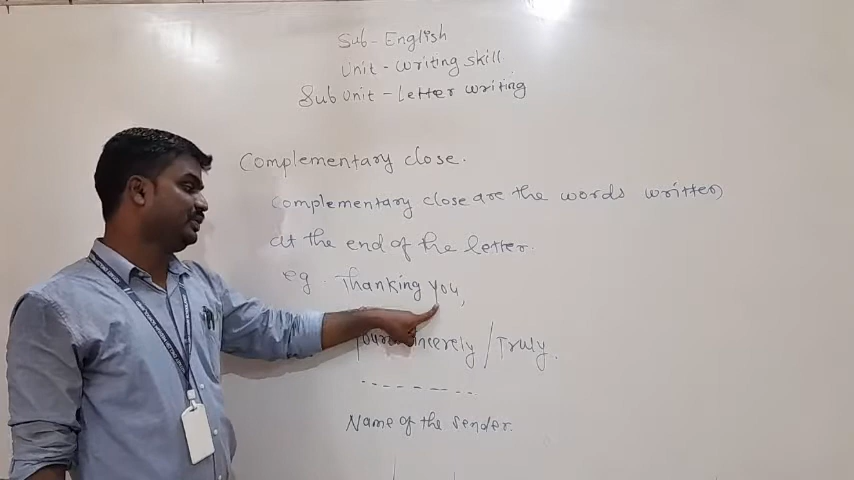 Sub - English
Unit - Writing skill
Sub Unit - Letter writing
Complementary close.
complementary close are the words written
at the end of the letter.
eg. Thanking you,
sincerely / Truly.
Name of the sender.